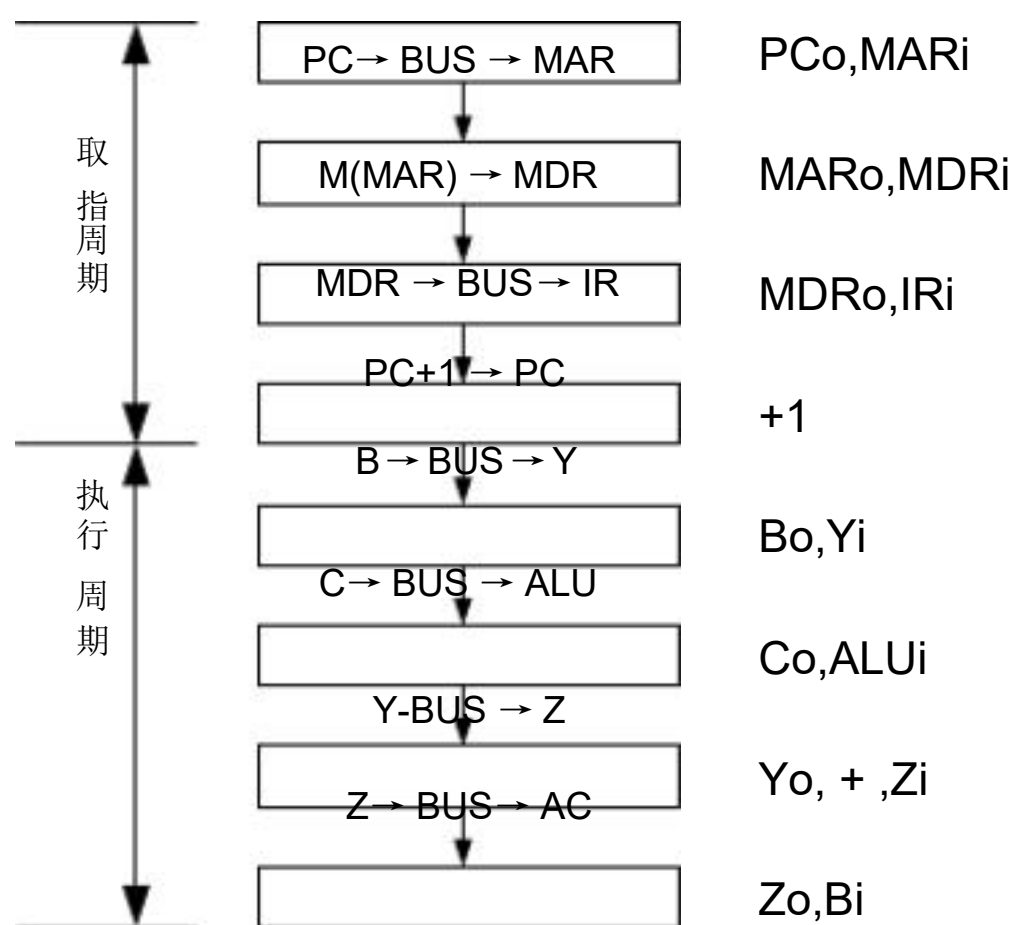 PC→ BUS → MAR
PCo,MARi
取指周期
M(MAR) → MDR
MARo,MDRi
MDR → BUS→ IR
MDRo,IRi
PC+1 → PC
+1
B→ BUS → Y
执行周期
Bo,Yi
C→ BUS → ALU
Co,ALUi
Y-BUS → Z
Yo, + ,Zi
Z→ BUS→ AC
Zo,Bi